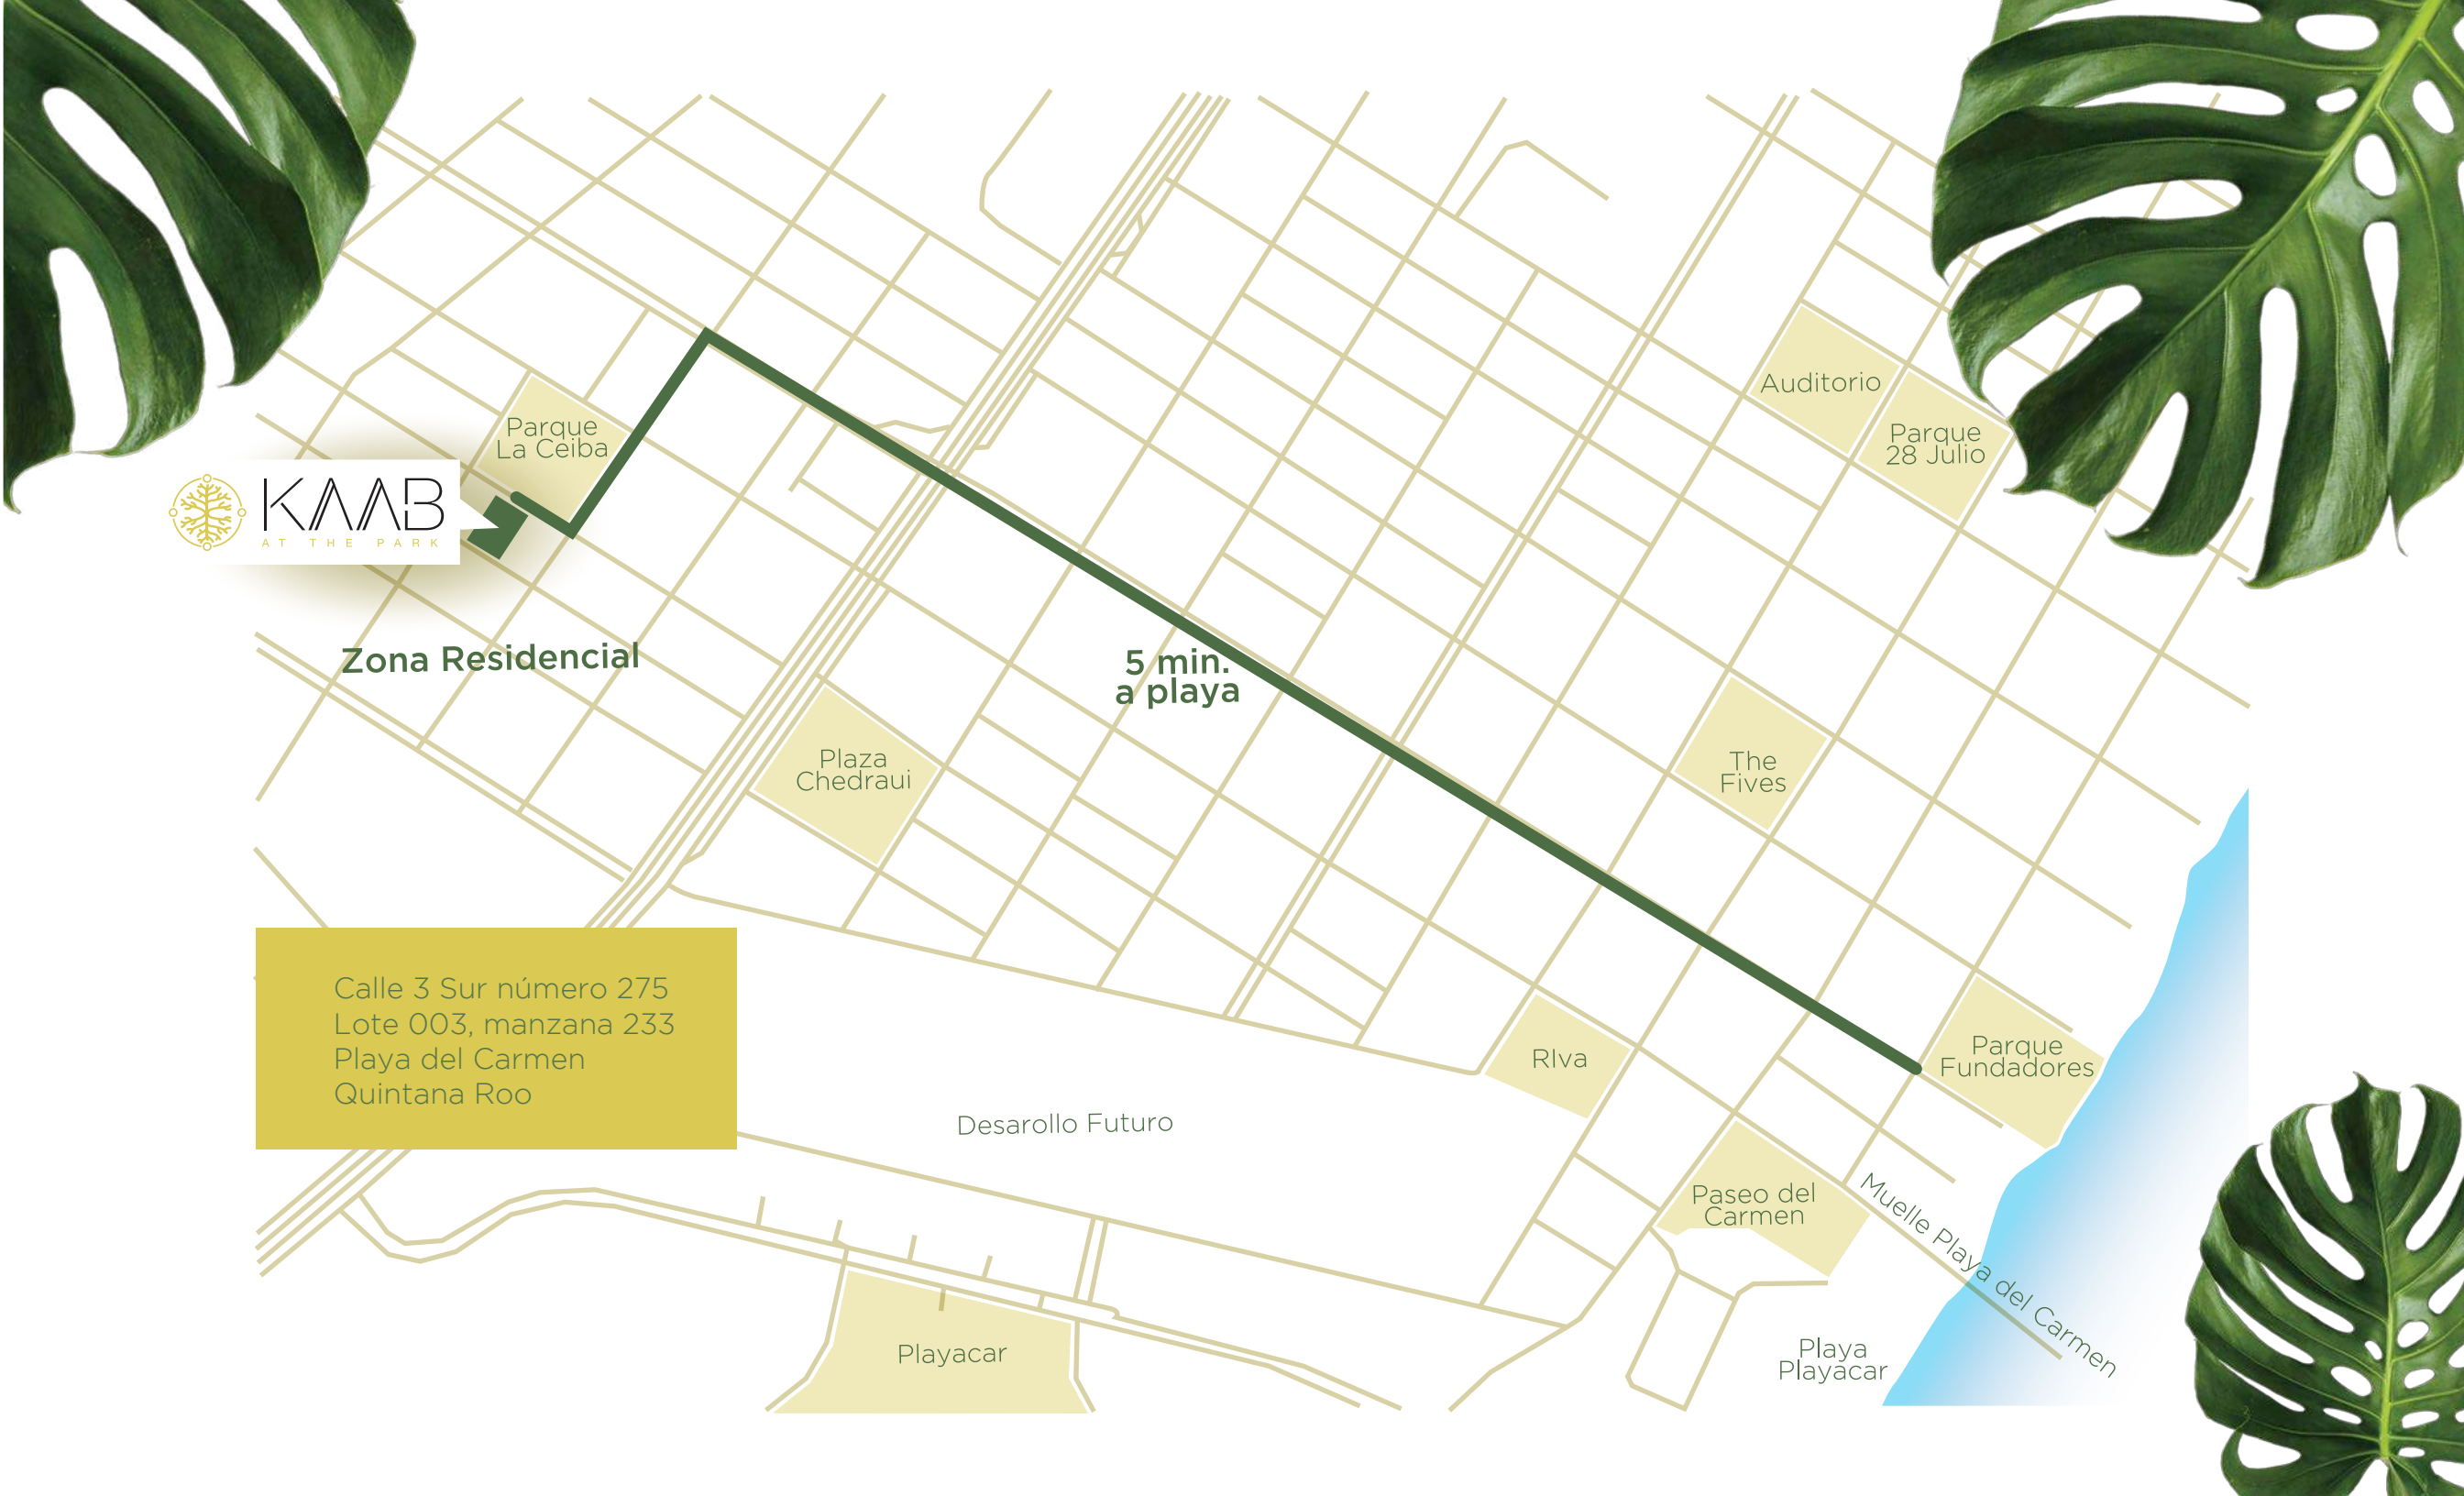 Auditorio
Parque
28 Julio
Parque
La Ceiba
KAAB
AT THE PARK
Zona Residencial
5 min.
a playa
Plaza
Chedraui
The
Fives
Calle 3 Sur número 275
Lote 003, manzana 233
Playa del Carmen
Quintana Roo
RIva
Parque
Fundadores
Desarollo Futuro
Paseo del
Carmen
Muelle Playa del Carmen
Playacar
Playa
Playacar